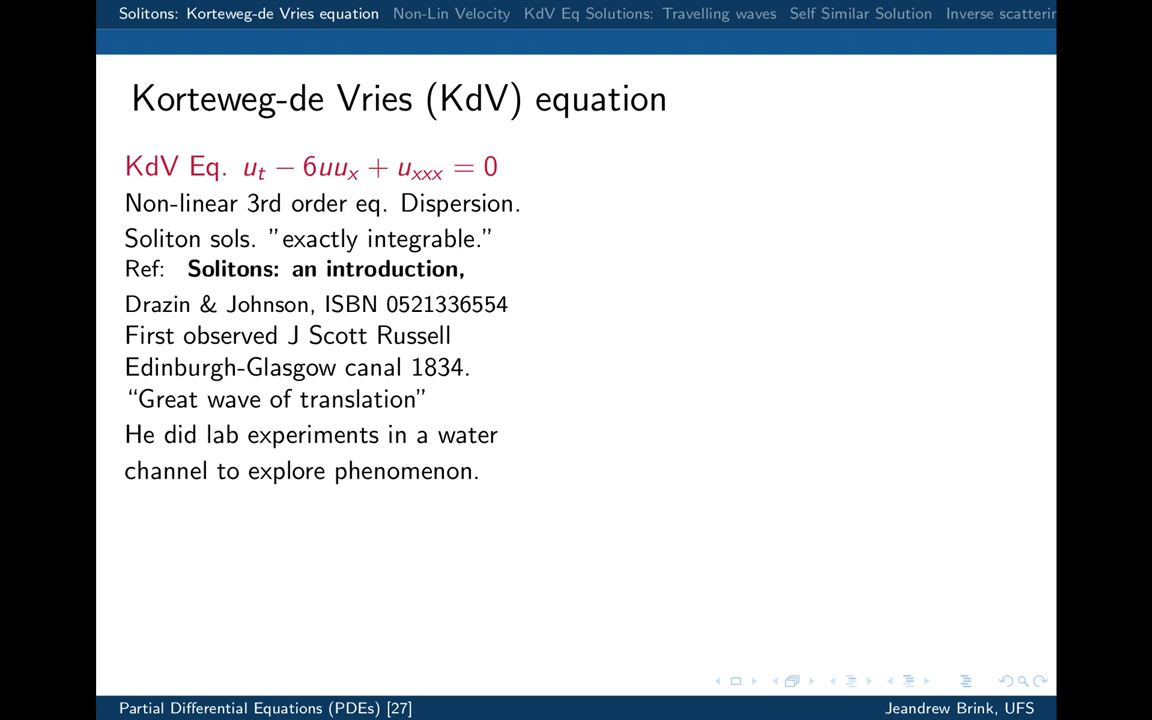 Solitons: Korteweg-de Vries equation Non-Lin Velocity KdV Eq Solutions: Travelling waves Self Similar Solution Inverse scatterin
Korteweg-de Vries (KdV) equation
KdV Eq. uₜ − 6uuₓ + uₓₓₓ = 0
Non-linear 3rd order eq. Dispersion.
Soliton sols. ”exactly integrable.”
Ref: Solitons: an introduction,
Drazin & Johnson, ISBN 0521336554
First observed J Scott Russell
Edinburgh-Glasgow canal 1834.
“Great wave of translation”
He did lab experiments in a water
channel to explore phenomenon.
Partial Differential Equations (PDEs) [27] Jeandrew Brink, UFS